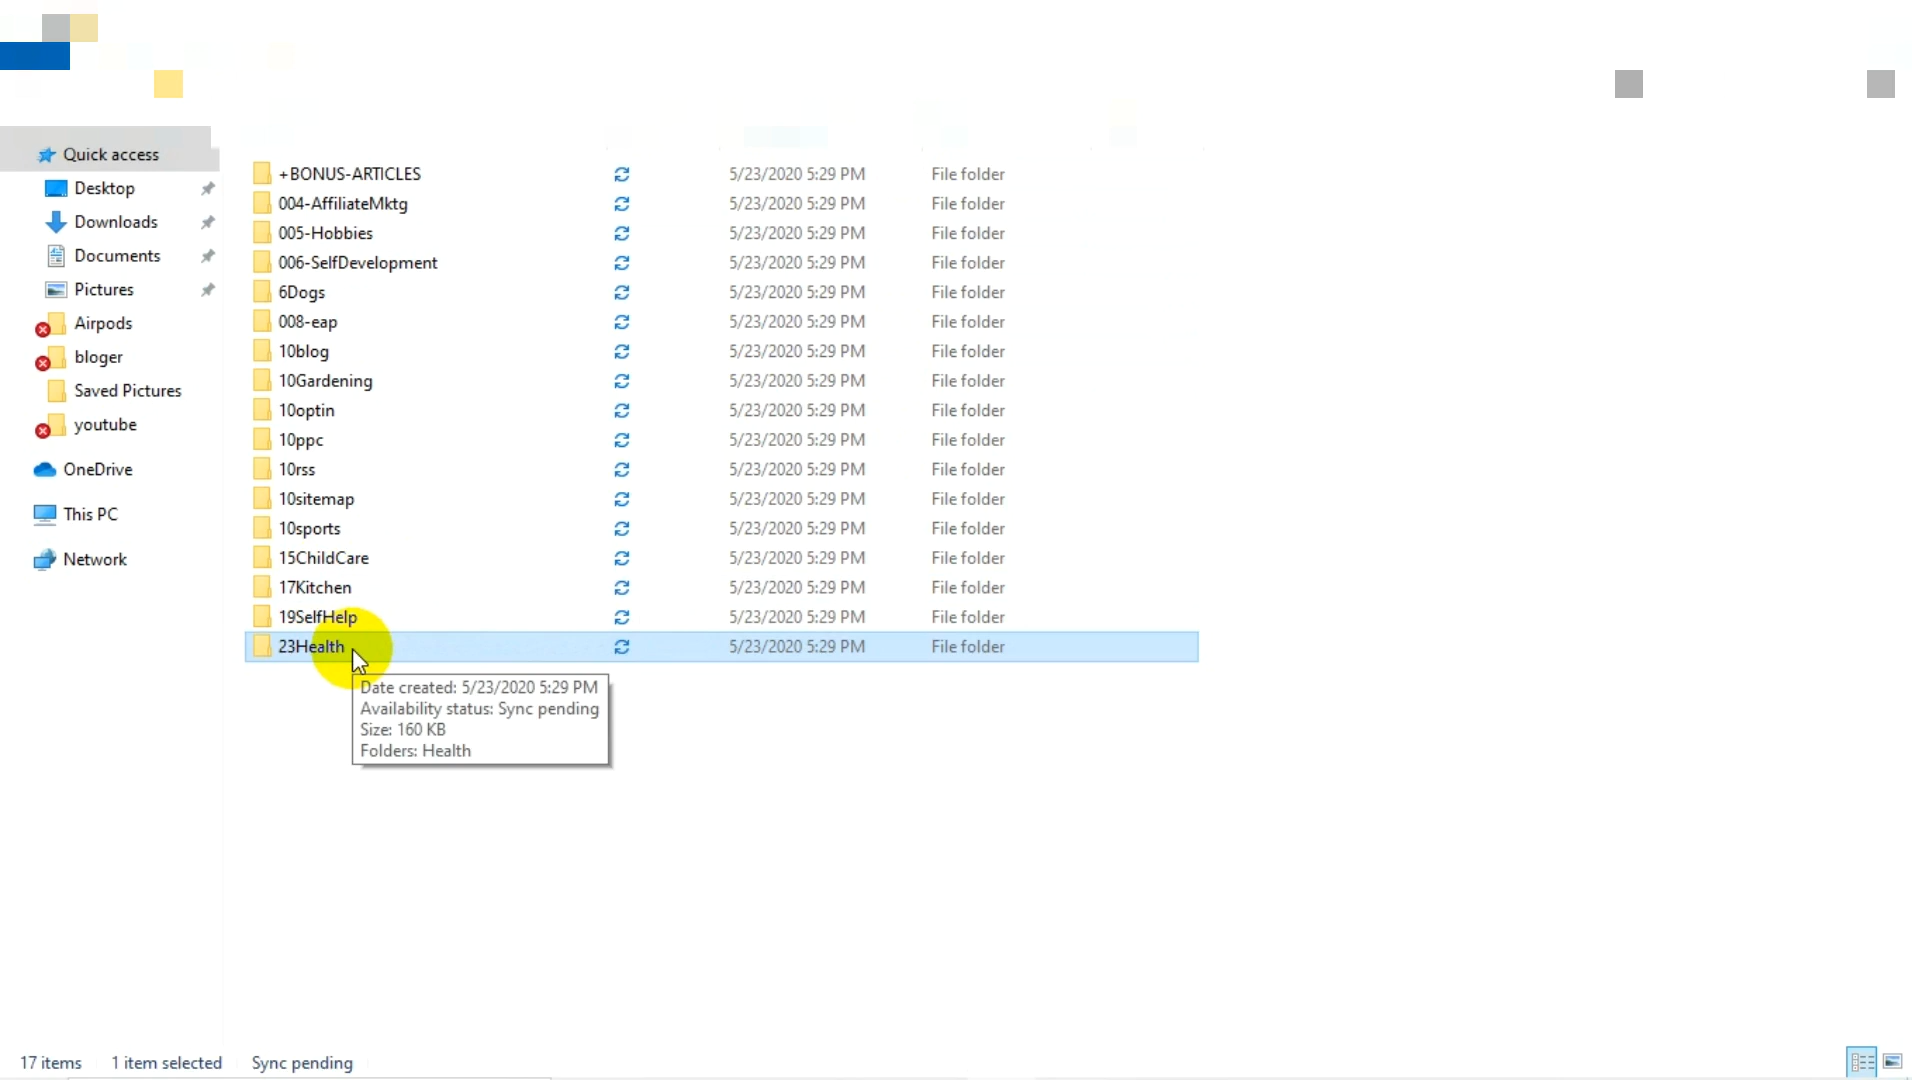 Quick access
Desktop
Downloads
Documents
Pictures
Airpods
bloger
Saved Pictures
youtube
OneDrive
This PC
Network
+BONUS-ARTICLES 5/23/2020 5:29 PM File folder
004-AffiliateMktg 5/23/2020 5:29 PM File folder
005-Hobbies 5/23/2020 5:29 PM File folder
006-SelfDevelopment 5/23/2020 5:29 PM File folder
6Dogs 5/23/2020 5:29 PM File folder
008-eap 5/23/2020 5:29 PM File folder
10blog 5/23/2020 5:29 PM File folder
10Gardening 5/23/2020 5:29 PM File folder
10optin 5/23/2020 5:29 PM File folder
10ppc 5/23/2020 5:29 PM File folder
10rss 5/23/2020 5:29 PM File folder
10sitemap 5/23/2020 5:29 PM File folder
10sports 5/23/2020 5:29 PM File folder
15ChildCare 5/23/2020 5:29 PM File folder
17Kitchen 5/23/2020 5:29 PM File folder
19SelfHelp 5/23/2020 5:29 PM File folder
23Health 5/23/2020 5:29 PM File folder
Date created: 5/23/2020 5:29 PM
Availability status: Sync pending
Size: 160 KB
Folders: Health
17 items 1 item selected Sync pending